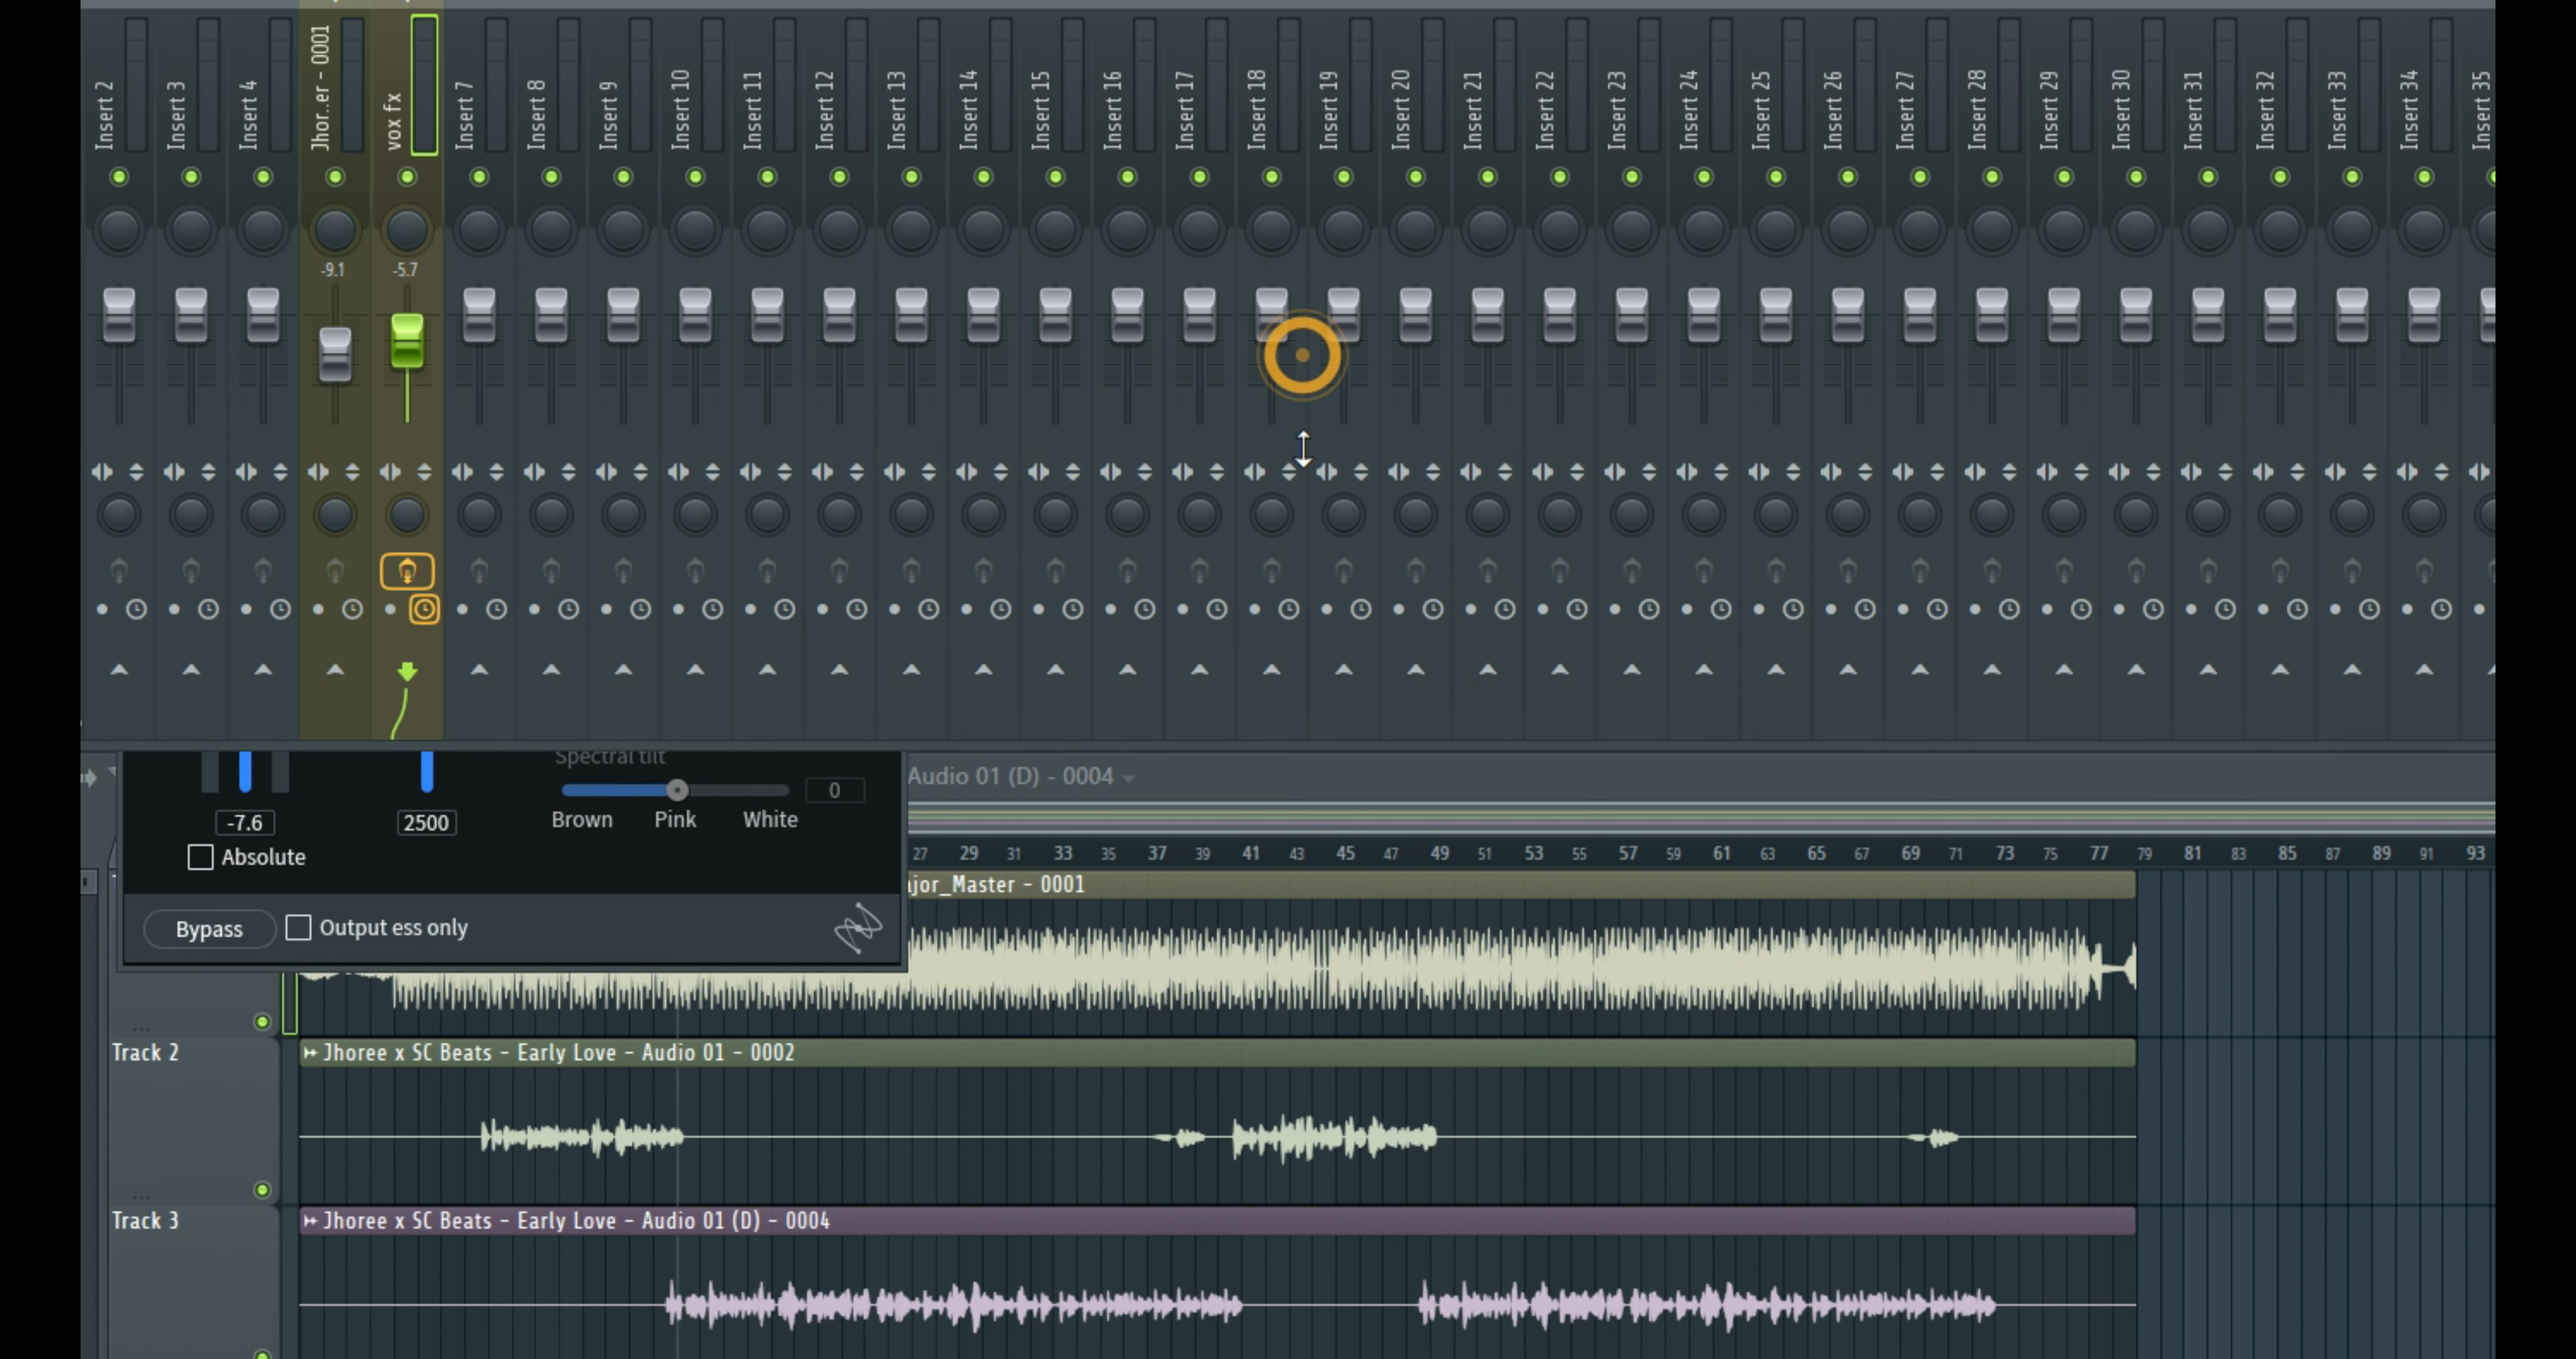 Insert 2
Insert 3
Insert 4
Jhor..er - 0001
vox fx
Insert 7
Insert 8
Insert 9
Insert 10
Insert 11
Insert 12
Insert 13
Insert 14
Insert 15
Insert 16
Insert 17
Insert 18
Insert 19
Insert 20
Insert 21
Insert 22
Insert 23
Insert 24
Insert 25
Insert 26
Insert 27
Insert 28
Insert 29
Insert 30
Insert 31
Insert 32
Insert 33
Insert 34
Insert 35
-9.1
-5.7
Spectral tilt
0
Brown Pink White
-7.6
2500
Absolute
Bypass
Output ess only
Audio 01 (D) - 0004
27 29 31 33 35 37 39 41 43 45 47 49 51 53 55 57 59 61 63 65 67 69 71 73 75 77 79 81 83 85 87 89 91 93
jor_Master - 0001
Track 2
Jhoree x SC Beats - Early Love - Audio 01 - 0002
Track 3
Jhoree x SC Beats - Early Love - Audio 01 (D) - 0004